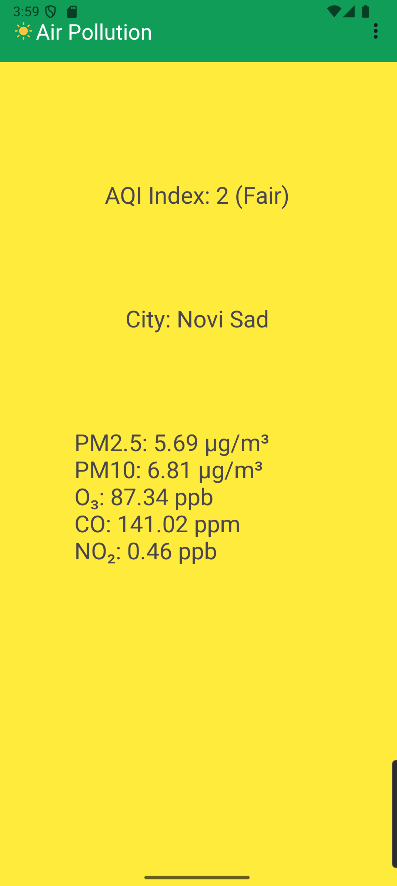 3:59
Air Pollution
AQI Index: 2 (Fair)
City: Novi Sad
PM2.5: 5.69 µg/m³
PM10: 6.81 µg/m³
O₃: 87.34 ppb
CO: 141.02 ppm
NO₂: 0.46 ppb